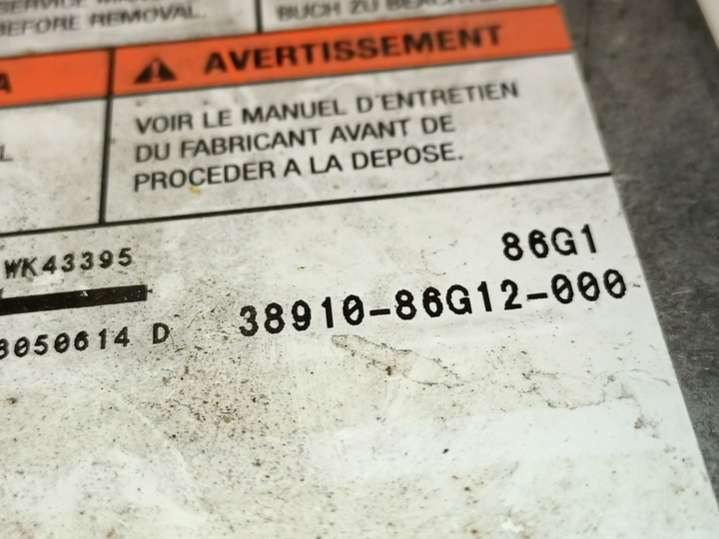 BEFORE REMOVAL.
BUCH ZU
A
AVERTISSEMENT
VOIR LE MANUEL D'ENTRETIEN
DU FABRICANT AVANT DE
PROCEDER A LA DEPOSE.
L
WK43395
86G1
8050614 D
38910-86G12-000